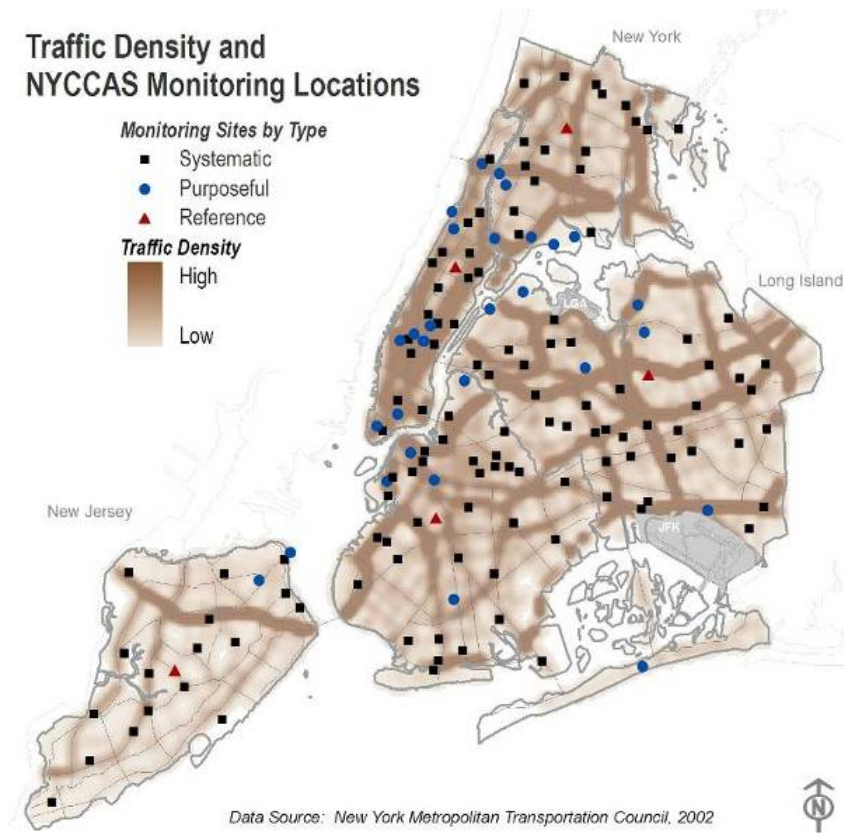 Traffic Density and
NYCCAS Monitoring Locations
Monitoring Sites by Type
Systematic
Purposeful
Reference
Traffic Density
High
Low
New York
Long Island
LGA
New Jersey
JFK
Data Source: New York Metropolitan Transportation Council, 2002
N